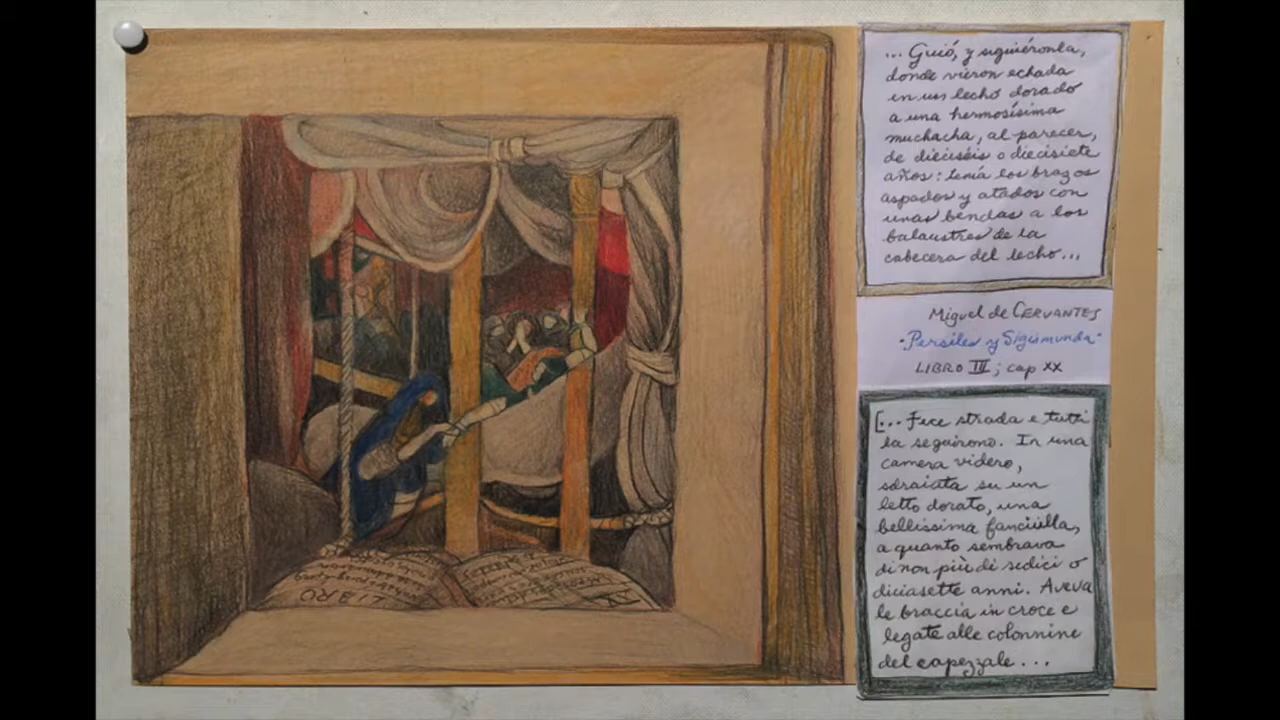 ... Guió, y siguiéronla,
donde vieron echada
en un lecho dorado
a una hermosísima
muchacha, al parecer,
de dieciséis o diecisiete
años: tenía los brazos
aspados y atados con
unas bendas a los
balaustres de la
cabecera del lecho...
Miguel de CERVANTES
"Persiles y Sigismunda"
LIBRO III; cap XX
[... Fece strada e tutti
la seguirono. In una
camera videro,
sdraiata su un
letto dorato, una
bellissima fanciulla,
a quanto sembrava
di non più di sedici o
diciasette anni. Aveva
le braccia in croce e
legate alle colonnine
del capezzale...